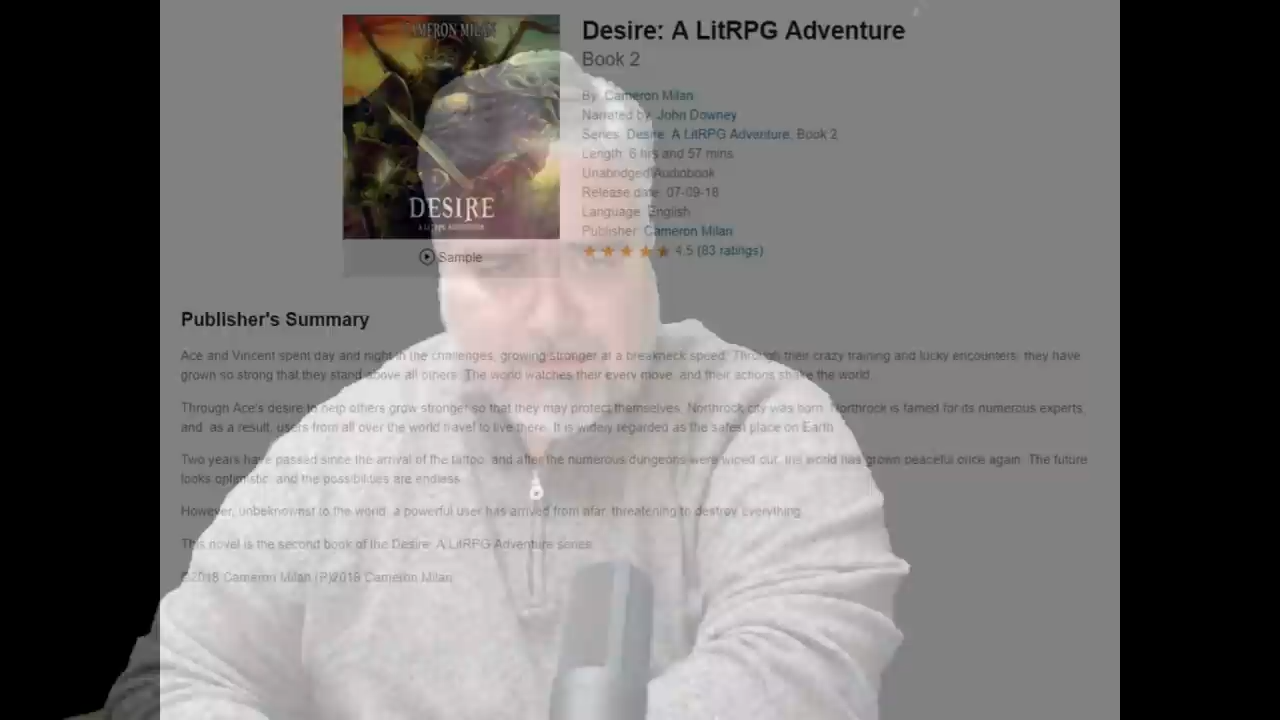 CAMERON MILAN
DESIRE
A LITRPG ADVENTURE
Sample
Desire: A LitRPG Adventure
Book 2
By: Cameron Milan
Narrated by: John Downey
Series: Desire: A LitRPG Adventure, Book 2
Length: 6 hrs and 57 mins
Unabridged Audiobook
Release date: 07-09-18
Language: English
Publisher: Cameron Milan
4.5 (83 ratings)
Publisher's Summary
Ace and Vincent spent day and night in the challenges, growing stronger at a breakneck speed. Through their crazy training and lucky encounters, they have
grown so strong that they stand above all others. The world watches their every move, and their actions shake the world.
Through Ace's desire to help others grow stronger so that they may protect themselves, Northrock city was born. Northrock is famed for its numerous experts,
and, as a result, users from all over the world travel to live there. It is widely regarded as the safest place on Earth.
Two years have passed since the arrival of the tattoo, and after the numerous dungeons were wiped out, the world has grown peaceful once again. The future
looks optimistic, and the possibilities are endless.
However, unbeknownst to the world, a powerful user has arrived from afar, threatening to destroy everything.
This novel is the second book of the Desire: A LitRPG Adventure series.
©2018 Cameron Milan (P)2018 Cameron Milan